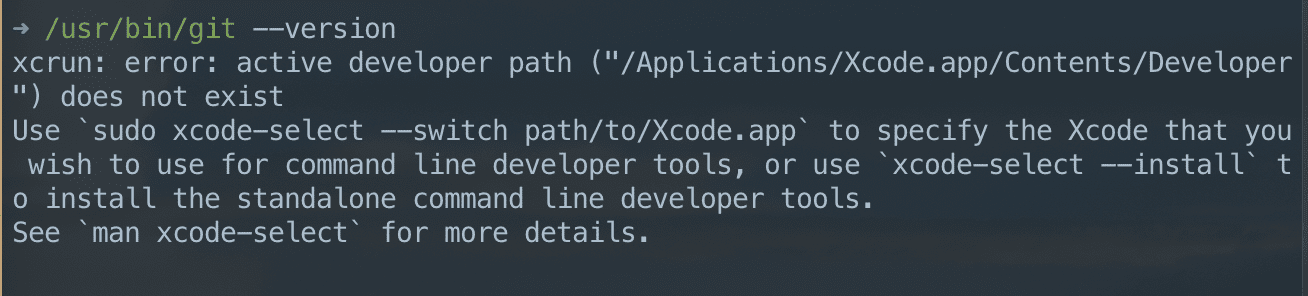 ➜ /usr/bin/git --version
xcrun: error: active developer path ("/Applications/Xcode.app/Contents/Developer
") does not exist
Use `sudo xcode-select --switch path/to/Xcode.app` to specify the Xcode that you
 wish to use for command line developer tools, or use `xcode-select --install` t
o install the standalone command line developer tools.
See `man xcode-select` for more details.